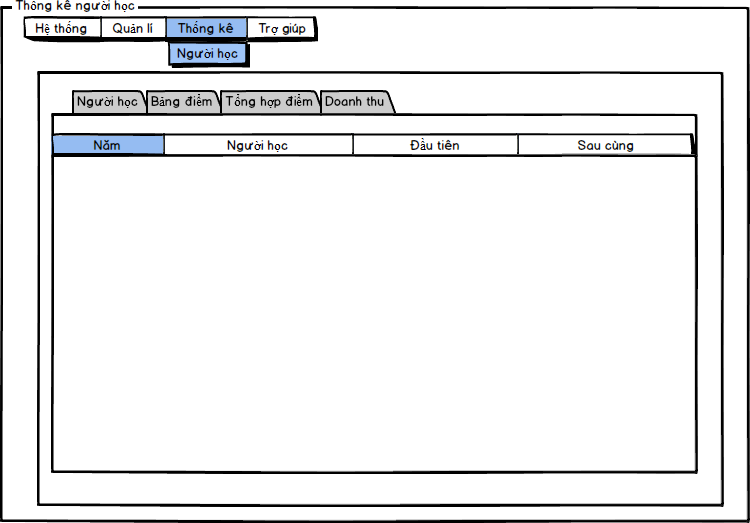 Thống kê người học
Hệ thống Quản lí Thống kê Trợ giúp
Người học
Người học Bảng điểm Tổng hợp điểm Doanh thu
Năm Người học Đầu tiên Sau cùng